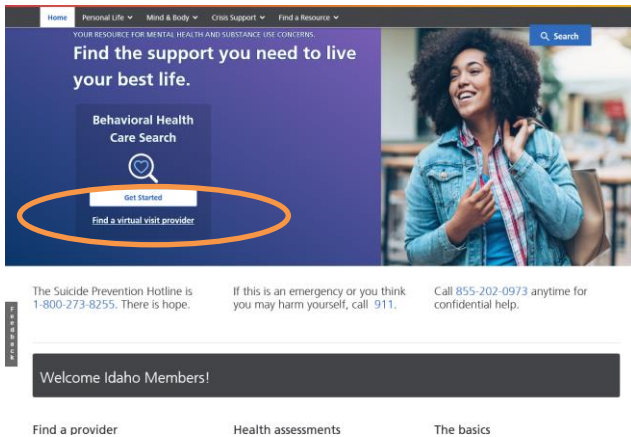 Home Personal Life Mind & Body Crisis Support Find a Resource
YOUR RESOURCE FOR MENTAL HEALTH AND SUBSTANCE USE CONCERNS.
Search
Find the support you need to live
your best life.
Behavioral Health
Care Search
Get Started
Find a virtual visit provider
The Suicide Prevention Hotline is
1-800-273-8255. There is hope.
If this is an emergency or you think
you may harm yourself, call 911.
Call 855-202-0973 anytime for
confidential help.
Feedback
Welcome Idaho Members!
Find a provider
Health assessments
The basics